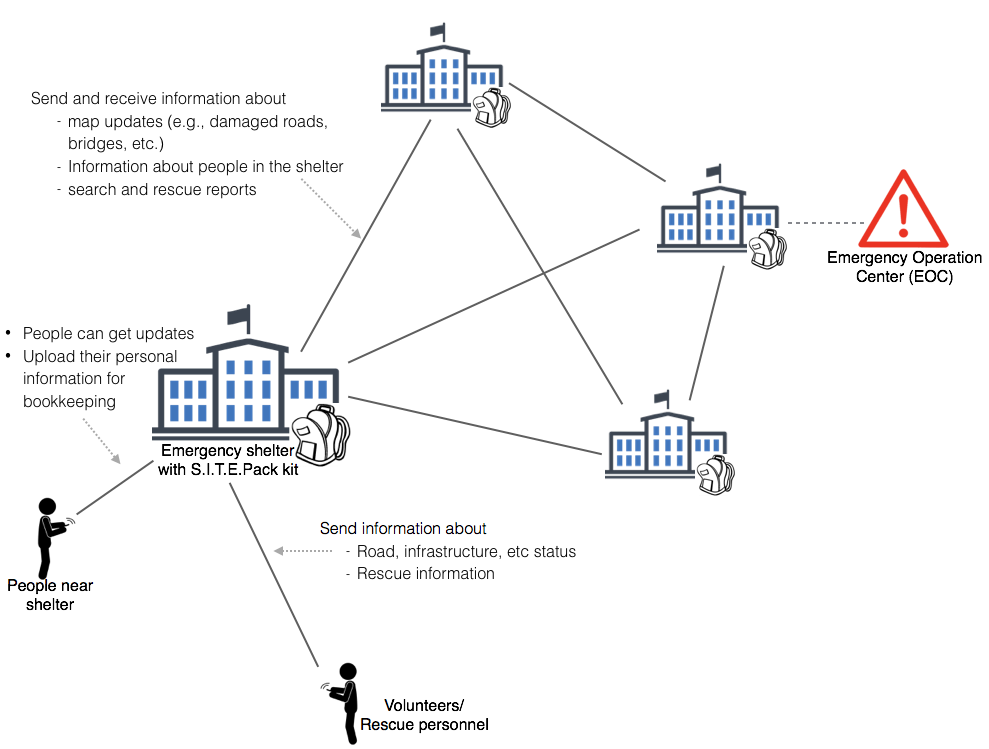 Send and receive information about
- map updates (e.g., damaged roads,
bridges, etc.)
- Information about people in the shelter
- search and rescue reports
Emergency Operation
Center (EOC)
• People can get updates
• Upload their personal
information for
bookkeeping
Emergency shelter
with S.I.T.E.Pack kit
Send information about
- Road, infrastructure, etc status
- Rescue information
People near
shelter
Volunteers/
Rescue personnel